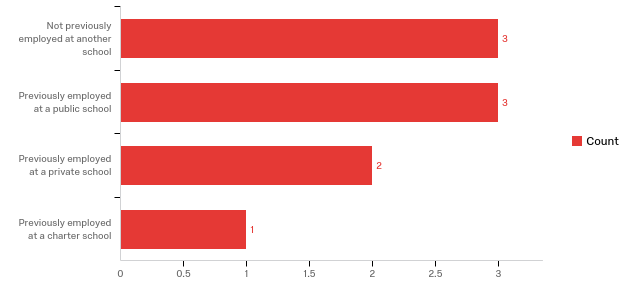 Not previously
employed at another
school
3
Previously employed
at a public school
3
Previously employed
at a private school
2
Previously employed
at a charter school
1
Count
0
0.5
1
1.5
2
2.5
3